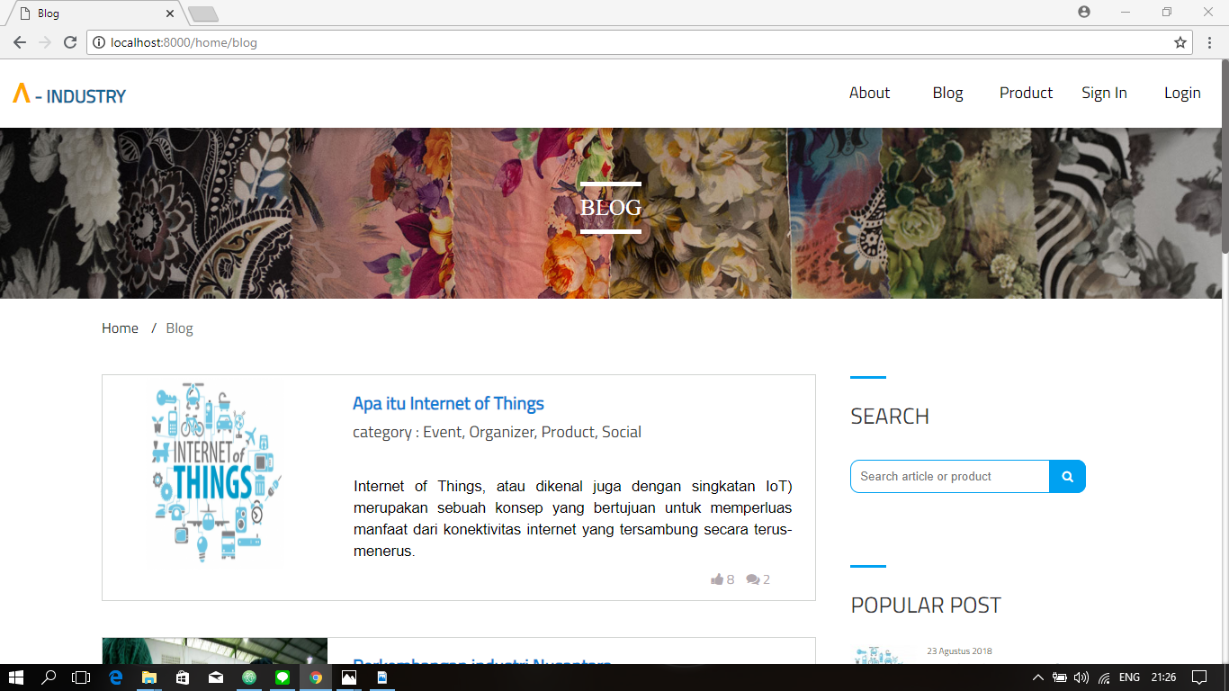 Blog
localhost:8000/home/blog
Λ - INDUSTRY
About Blog Product Sign In Login
BLOG
Home / Blog
INTERNET of
THINGS
Apa itu Internet of Things
category : Event, Organizer, Product, Social
Internet of Things, atau dikenal juga dengan singkatan IoT)
merupakan sebuah konsep yang bertujuan untuk memperluas
manfaat dari konektivitas internet yang tersambung secara terus-
menerus.
8 2
SEARCH
Search article or product
POPULAR POST
23 Agustus 2018
Perkembangan industri Nusantara
ENG 21:26